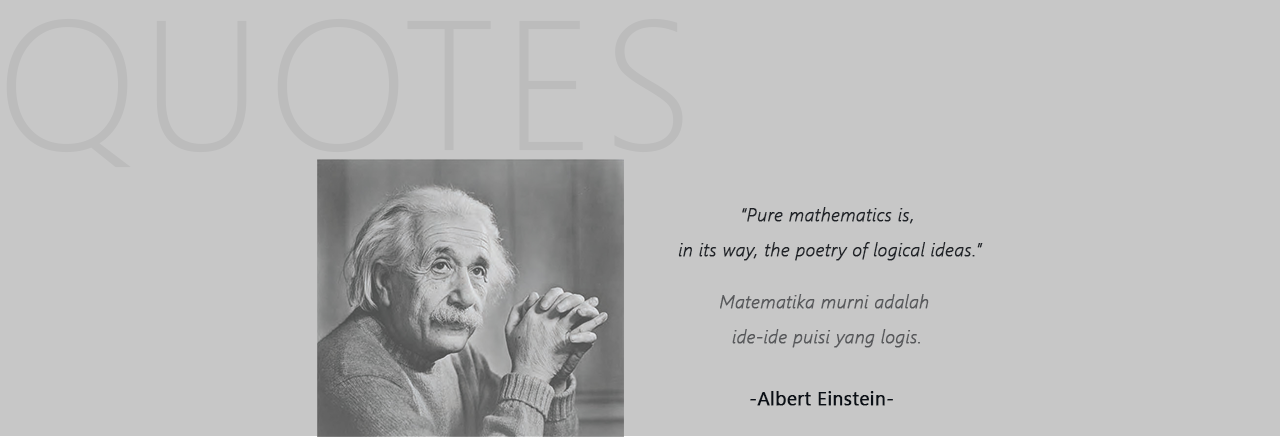 QUOTES
"Pure mathematics is,
in its way, the poetry of logical ideas."
Matematika murni adalah
ide-ide puisi yang logis.
-Albert Einstein-